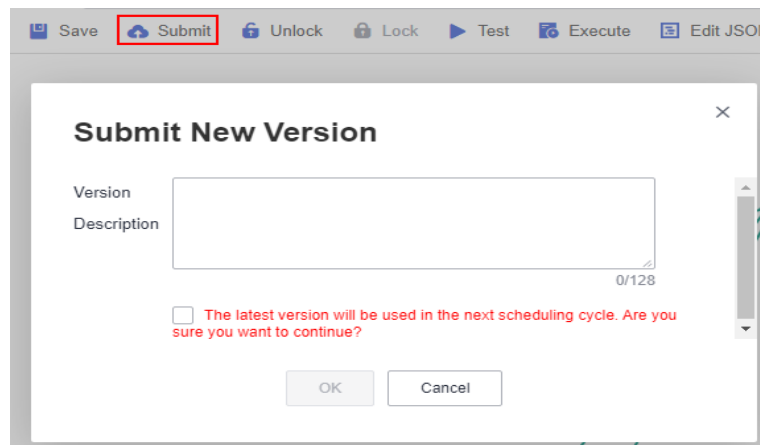 Save Submit Unlock Lock Test Execute Edit JSO
Submit New Version
Version
Description
0/128
The latest version will be used in the next scheduling cycle. Are you
sure you want to continue?
OK Cancel